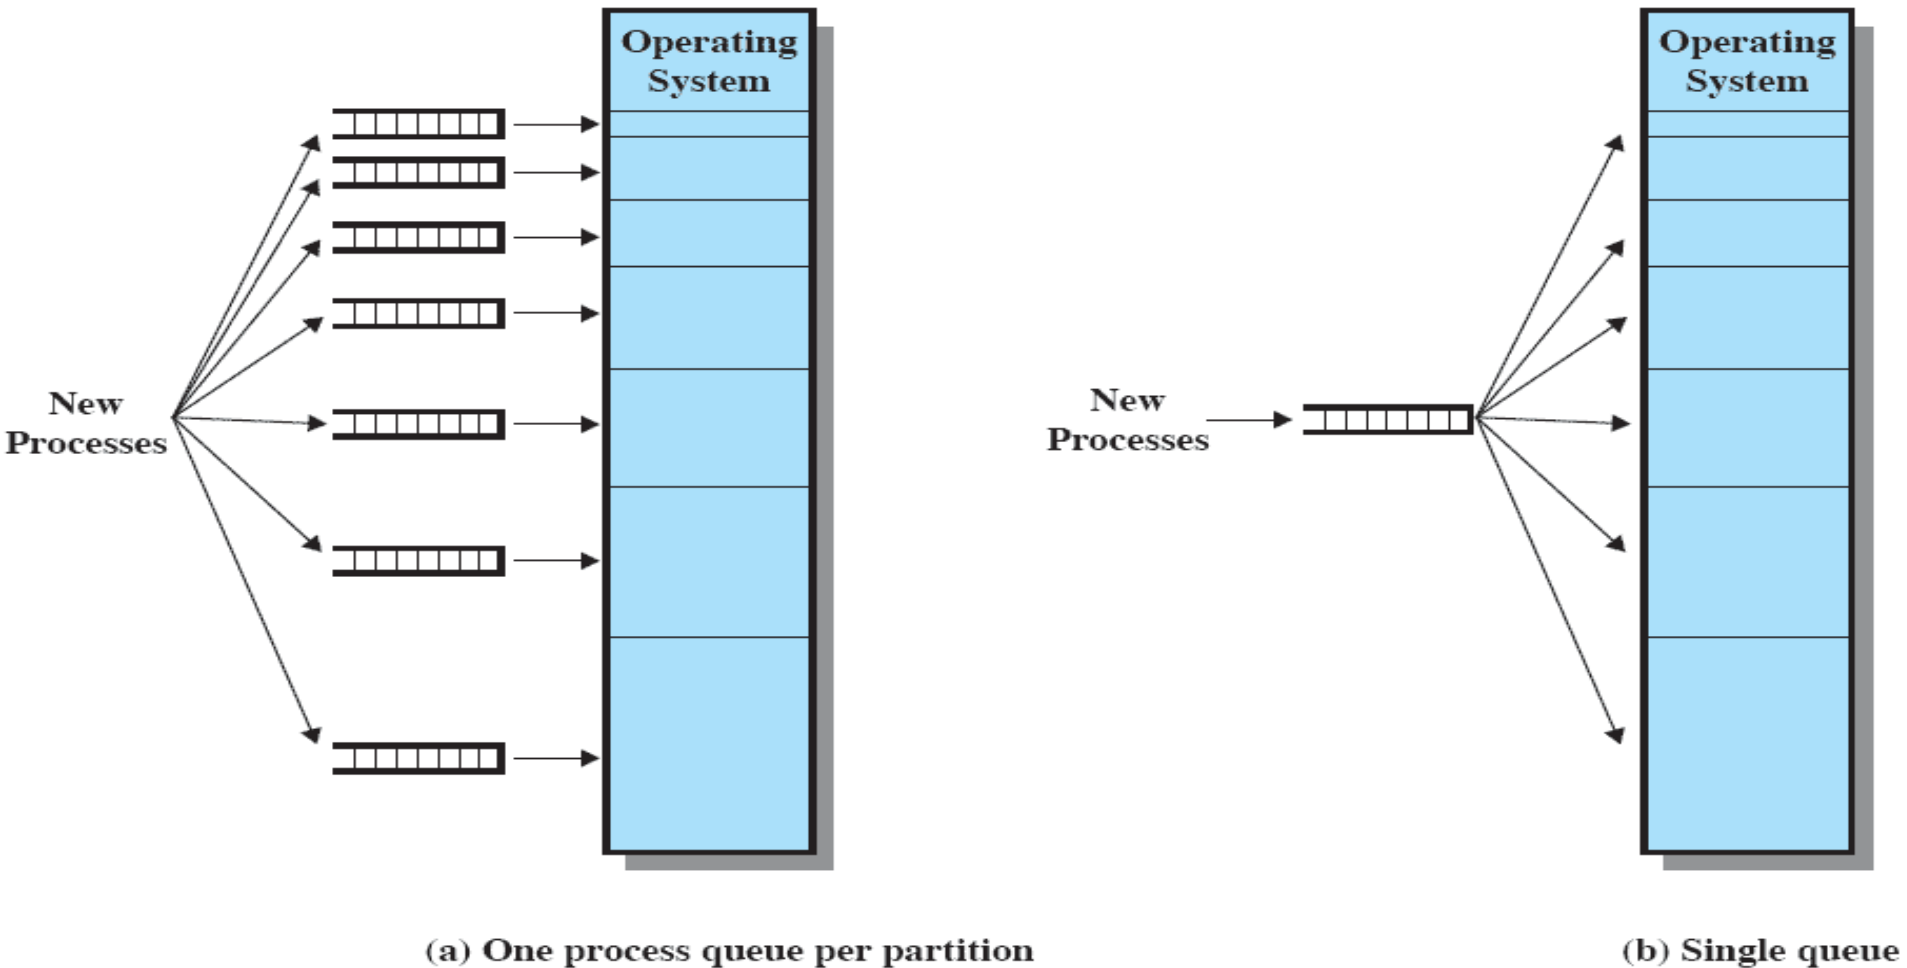 Operating
System
New
Processes
(a) One process queue per partition
Operating
System
New
Processes
(b) Single queue